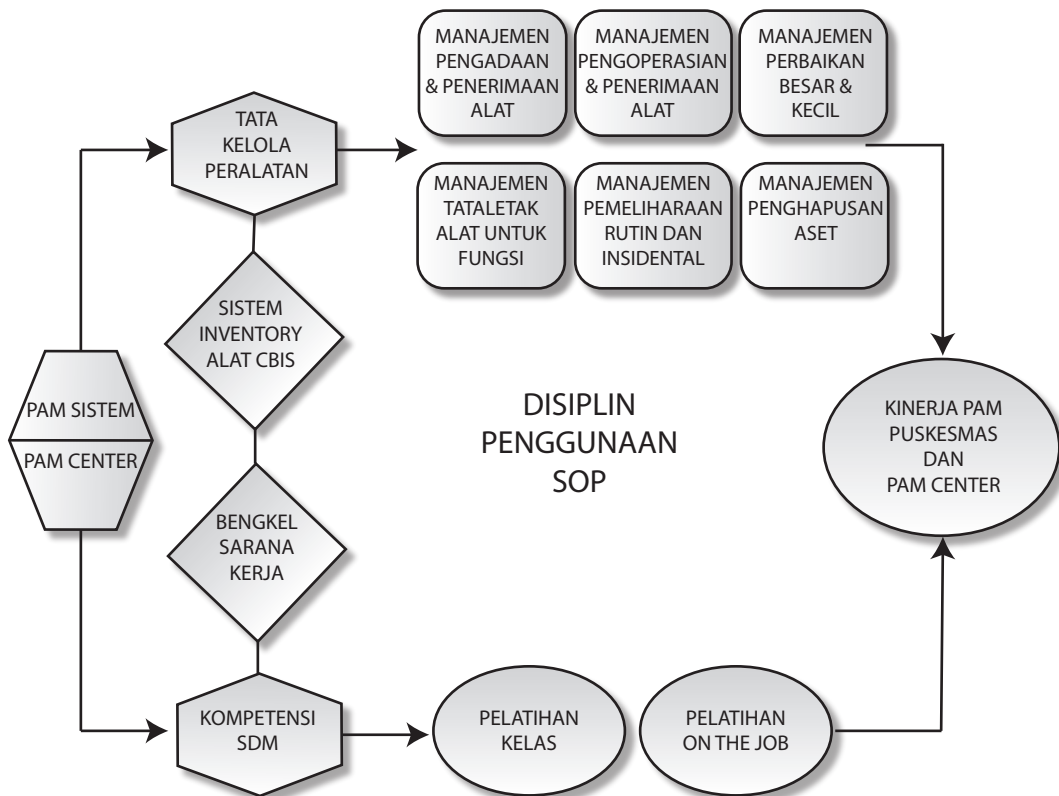 MANAJEMEN
PENGADAAN
& PENERIMAAN
ALAT
MANAJEMEN
PENGOPERASIAN
& PENERIMAAN
ALAT
MANAJEMEN
PERBAIKAN
BESAR &
KECIL
TATA
KELOLA
PERALATAN
MANAJEMEN
TATALETAK
ALAT UNTUK
FUNGSI
MANAJEMEN
PEMELIHARAAN
RUTIN DAN
INSIDENTAL
MANAJEMEN
PENGHAPUSAN
ASET
SISTEM
INVENTORY
ALAT CBIS
PAM SISTEM
PAM CENTER
DISIPLIN
PENGGUNAAN
SOP
KINERJA PAM
PUSKESMAS
DAN
PAM CENTER
BENGKEL
SARANA
KERJA
KOMPETENSI
SDM
PELATIHAN
KELAS
PELATIHAN
ON THE JOB